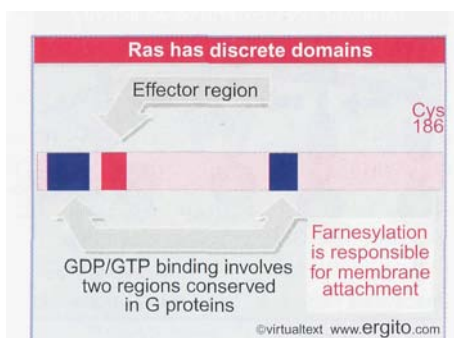 Ras has discrete domains
Effector region
Cys
186
GDP/GTP binding involves
two regions conserved
in G proteins
Farnesylation
is responsible
for membrane
attachment
©virtualtext www.ergito.com